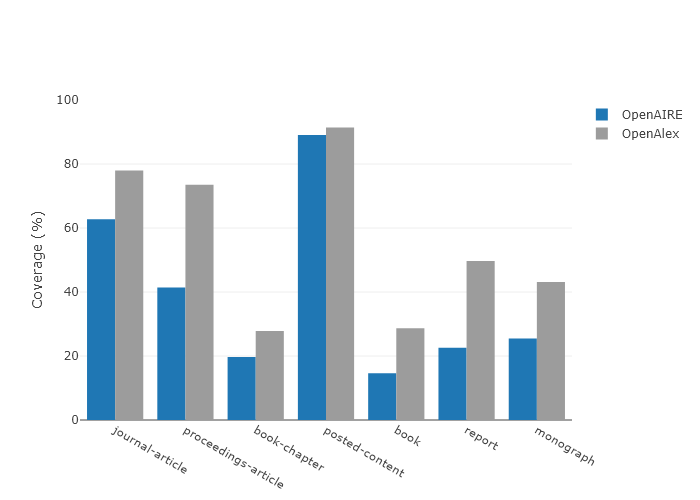 100
80
60
40
20
0
Coverage (%)
journal-article
proceedings-article
book-chapter
posted-content
book
report
monograph
OpenAIRE
OpenAlex